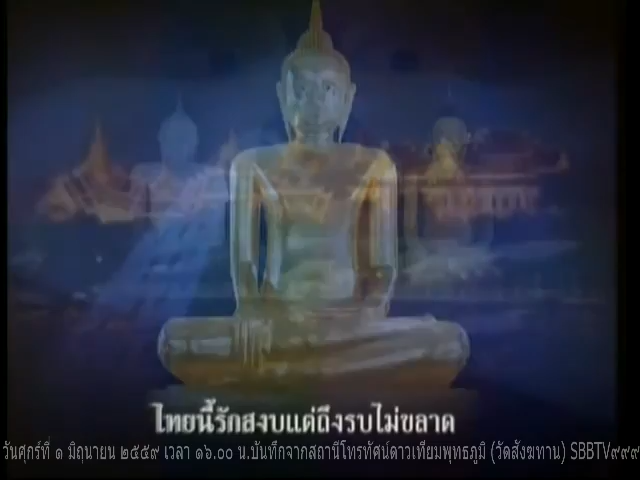 ไทยนี้รักสงบแต่ถึงรบไม่ขลาด
วันศุกร์ที่ ๑ มิถุนายน ๒๕๕๙ เวลา ๑๖.๐๐ น.บันทึกจากสถานีโทรทัศน์ดาวเทียมพุทธภูมิ (วัดสังฆทาน) SBBTV๙๙๙